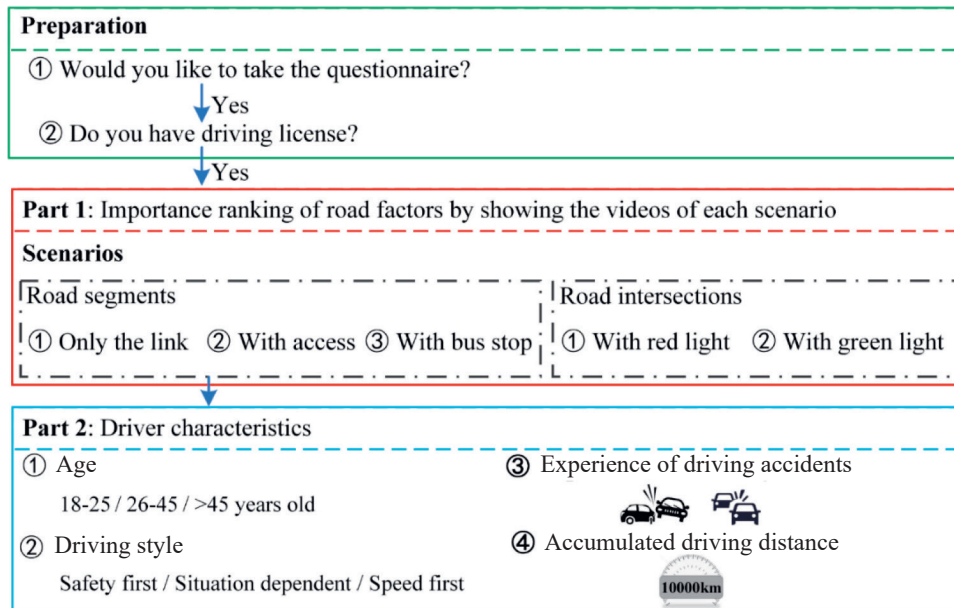 Preparation
① Would you like to take the questionnaire?
Yes
② Do you have driving license?
Yes
Part 1: Importance ranking of road factors by showing the videos of each scenario
Scenarios
Road segments
① Only the link ② With access ③ With bus stop
Road intersections
① With red light ② With green light
Part 2: Driver characteristics
① Age
18-25 / 26-45 / >45 years old
② Driving style
Safety first / Situation dependent / Speed first
③ Experience of driving accidents
④ Accumulated driving distance
10000km